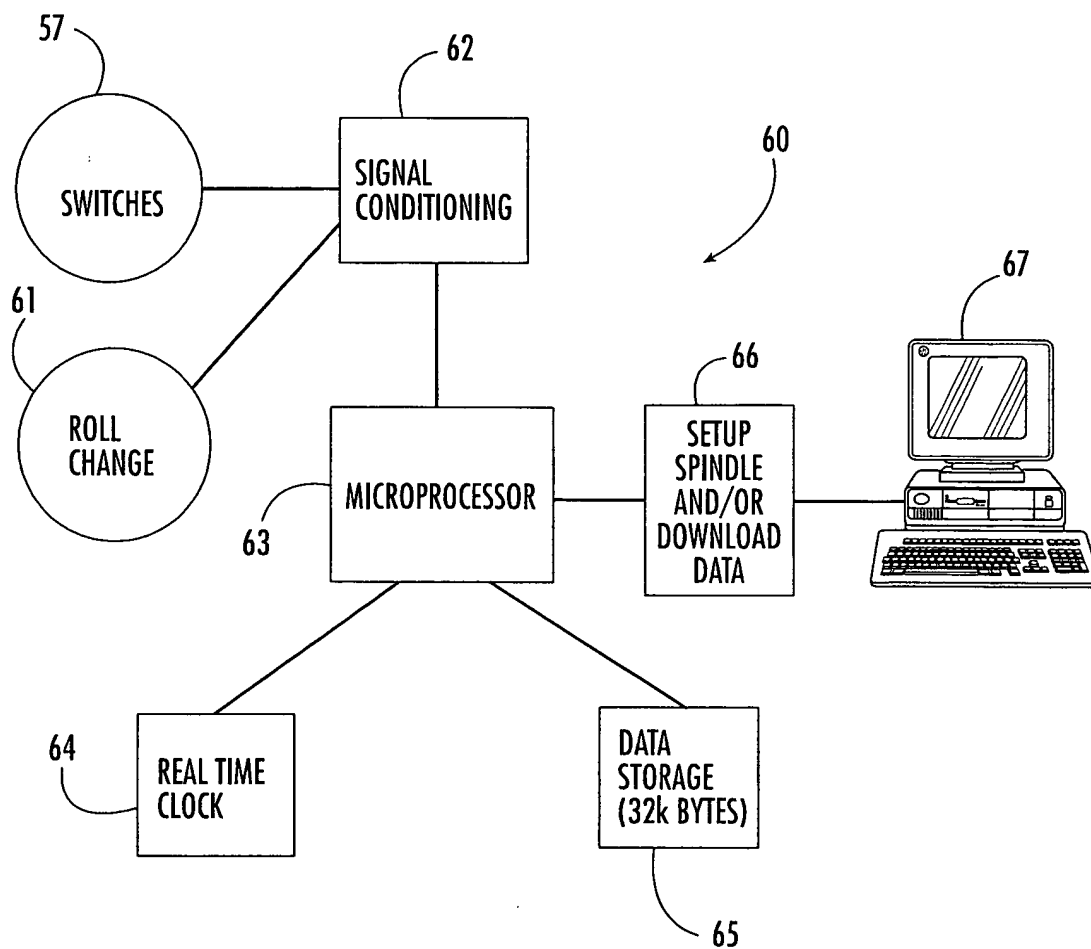 57
62
SWITCHES
SIGNAL
CONDITIONING
60
61
ROLL
CHANGE
67
66
MICROPROCESSOR
63
SETUP
SPINDLE
AND/OR
DOWNLOAD
DATA
64
REAL TIME
CLOCK
DATA
STORAGE
(32k BYTES)
65